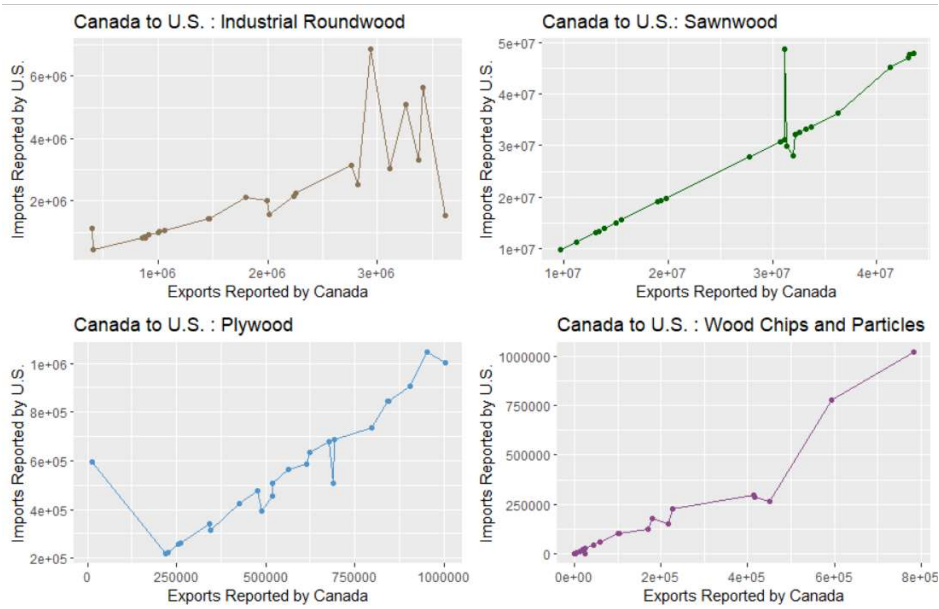 Canada to U.S. : Industrial Roundwood
Imports Reported by U.S.
6e+06
4e+06
2e+06
1e+06 2e+06 3e+06
Exports Reported by Canada
Canada to U.S.: Sawnwood
Imports Reported by U.S.
5e+07
4e+07
3e+07
2e+07
1e+07
1e+07 2e+07 3e+07 4e+07
Exports Reported by Canada
Canada to U.S. : Plywood
Imports Reported by U.S.
1e+06
8e+05
6e+05
4e+05
2e+05
0 250000 500000 750000 1000000
Exports Reported by Canada
Canada to U.S. : Wood Chips and Particles
Imports Reported by U.S.
1000000
750000
500000
250000
0
0e+00 2e+05 4e+05 6e+05 8e+05
Exports Reported by Canada